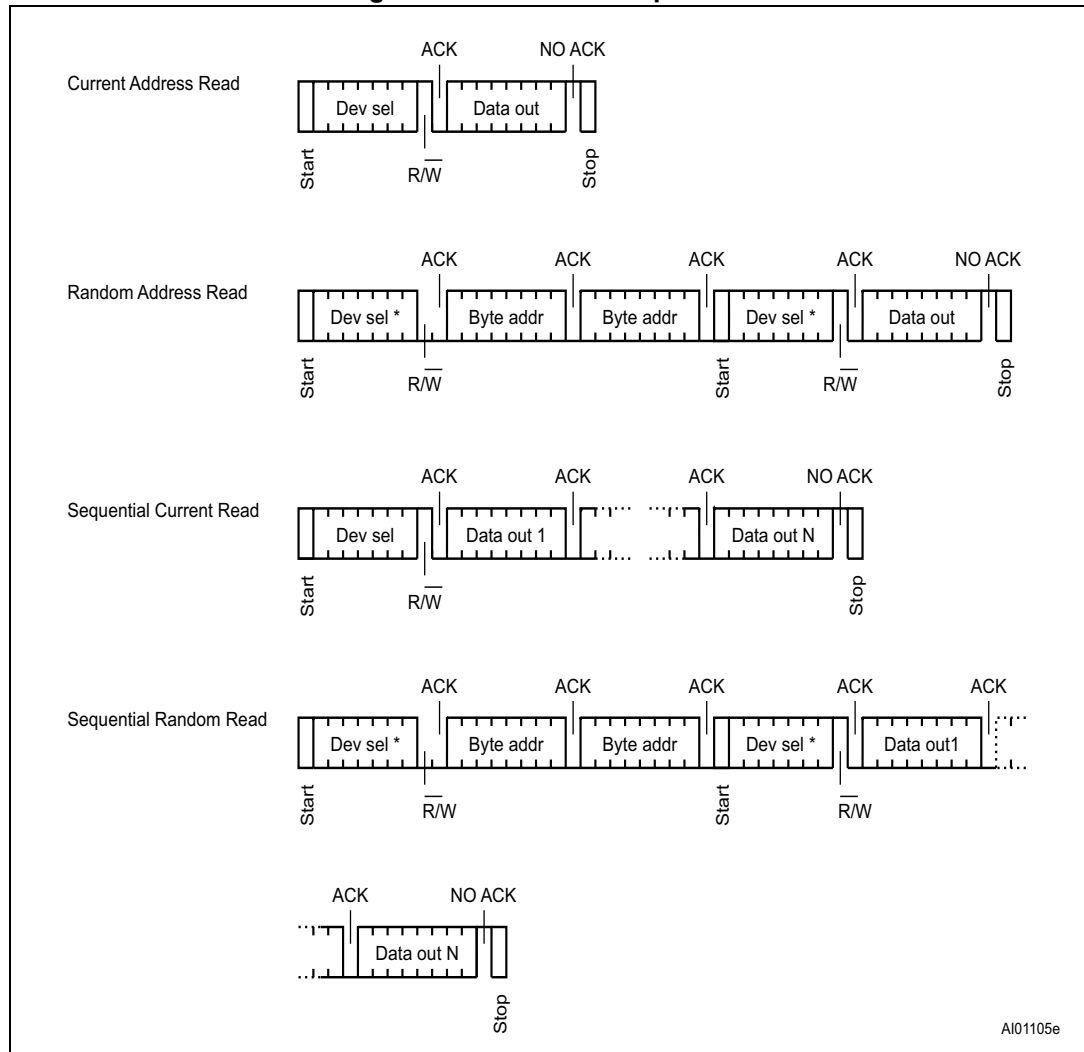 ACK NO ACK
Current Address Read
Dev sel Data out
Start R/W̅ Stop
ACK ACK ACK ACK NO ACK
Random Address Read
Dev sel * Byte addr Byte addr Dev sel * Data out
Start R/W̅ Start R/W̅ Stop
ACK ACK ACK NO ACK
Sequential Current Read
Dev sel Data out 1 Data out N
Start R/W̅ Stop
ACK ACK ACK ACK ACK
Sequential Random Read
Dev sel * Byte addr Byte addr Dev sel * Data out1
Start R̅/W Start R̅/W
ACK NO ACK
Data out N
Stop
AI01105e